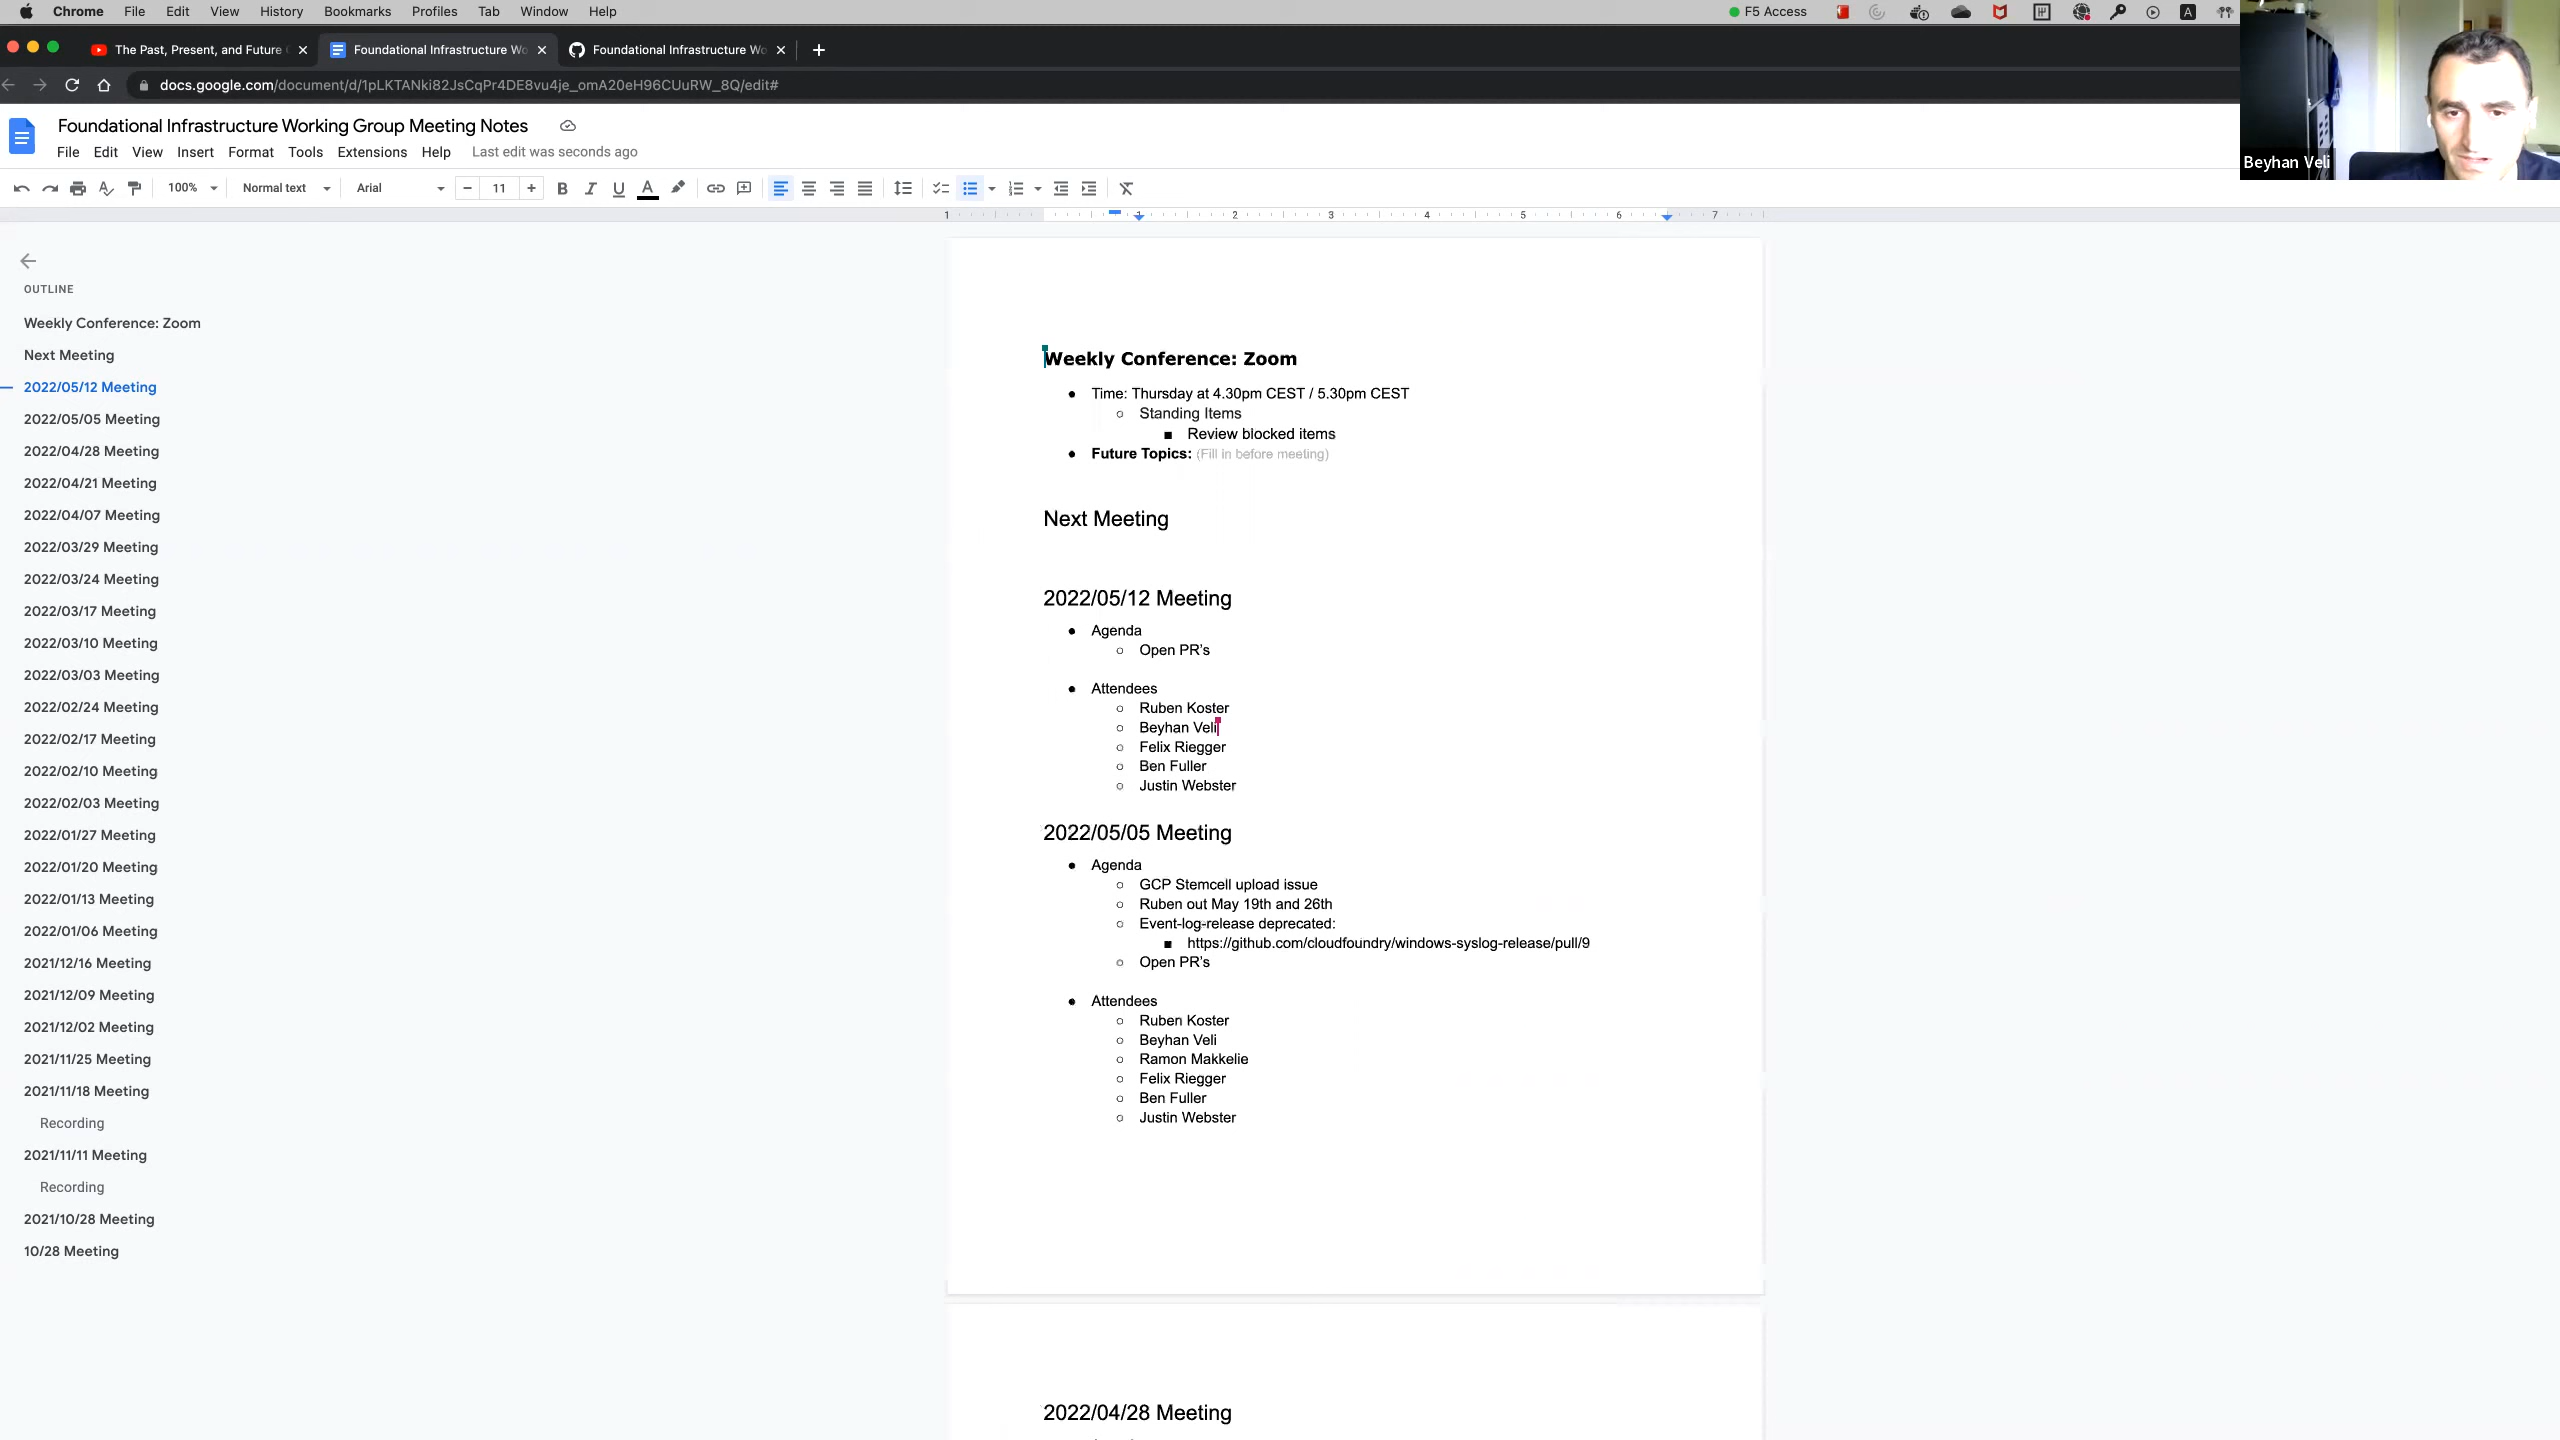 Chrome File Edit View History Bookmarks Profiles Tab Window Help F5 Access
The Past, Present, and Future Foundational Infrastructure Wo Foundational Infrastructure Wo
docs.google.com/document/d/1pLKTANki82JsCqPr4DE8vu4je_omA20eH96CUuRW_8Q/edit#
Foundational Infrastructure Working Group Meeting Notes
File Edit View Insert Format Tools Extensions Help Last edit was seconds ago
Beyhan Veli
100% Normal text Arial 11
1 1 2 3 4 5 6 7
OUTLINE
Weekly Conference: Zoom
Next Meeting
2022/05/12 Meeting
2022/05/05 Meeting
2022/04/28 Meeting
2022/04/21 Meeting
2022/04/07 Meeting
2022/03/29 Meeting
2022/03/24 Meeting
2022/03/17 Meeting
2022/03/10 Meeting
2022/03/03 Meeting
2022/02/24 Meeting
2022/02/17 Meeting
2022/02/10 Meeting
2022/02/03 Meeting
2022/01/27 Meeting
2022/01/20 Meeting
2022/01/13 Meeting
2022/01/06 Meeting
2021/12/16 Meeting
2021/12/09 Meeting
2021/12/02 Meeting
2021/11/25 Meeting
2021/11/18 Meeting
Recording
2021/11/11 Meeting
Recording
2021/10/28 Meeting
10/28 Meeting
Weekly Conference: Zoom
● Time: Thursday at 4.30pm CEST / 5.30pm CEST
○ Standing Items
■ Review blocked items
● Future Topics: (Fill in before meeting)
Next Meeting
2022/05/12 Meeting
● Agenda
○ Open PR's
● Attendees
○ Ruben Koster
○ Beyhan Veli
○ Felix Riegger
○ Ben Fuller
○ Justin Webster
2022/05/05 Meeting
● Agenda
○ GCP Stemcell upload issue
○ Ruben out May 19th and 26th
○ Event-log-release deprecated:
■ https://github.com/cloudfoundry/windows-syslog-release/pull/9
○ Open PR's
● Attendees
○ Ruben Koster
○ Beyhan Veli
○ Ramon Makkelie
○ Felix Riegger
○ Ben Fuller
○ Justin Webster
2022/04/28 Meeting